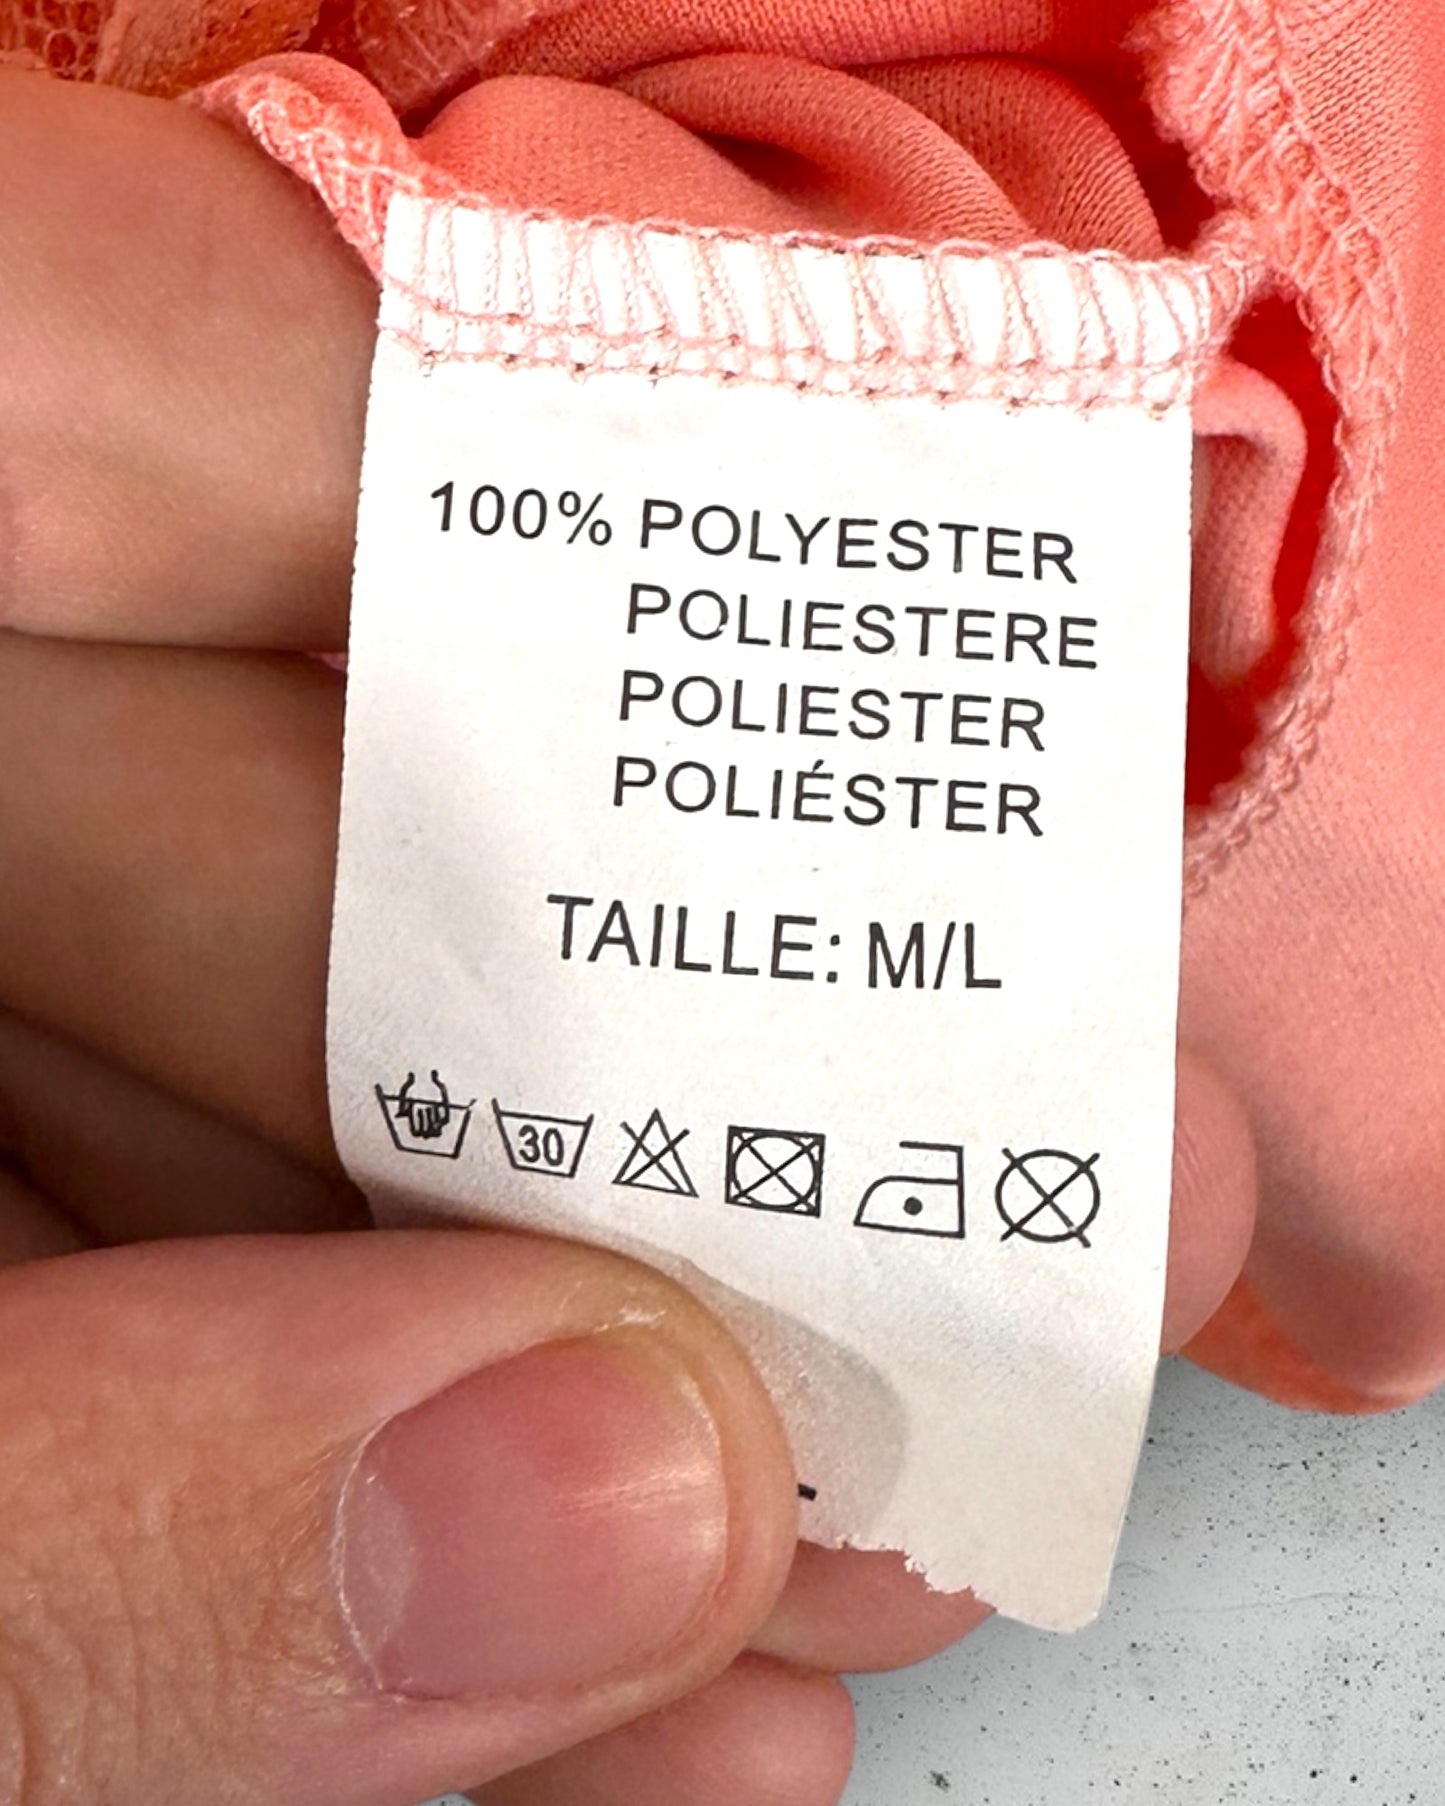 100% POLYESTER
POLIESTERE
POLIESTER
POLIÉSTER
TAILLE: M/L
30